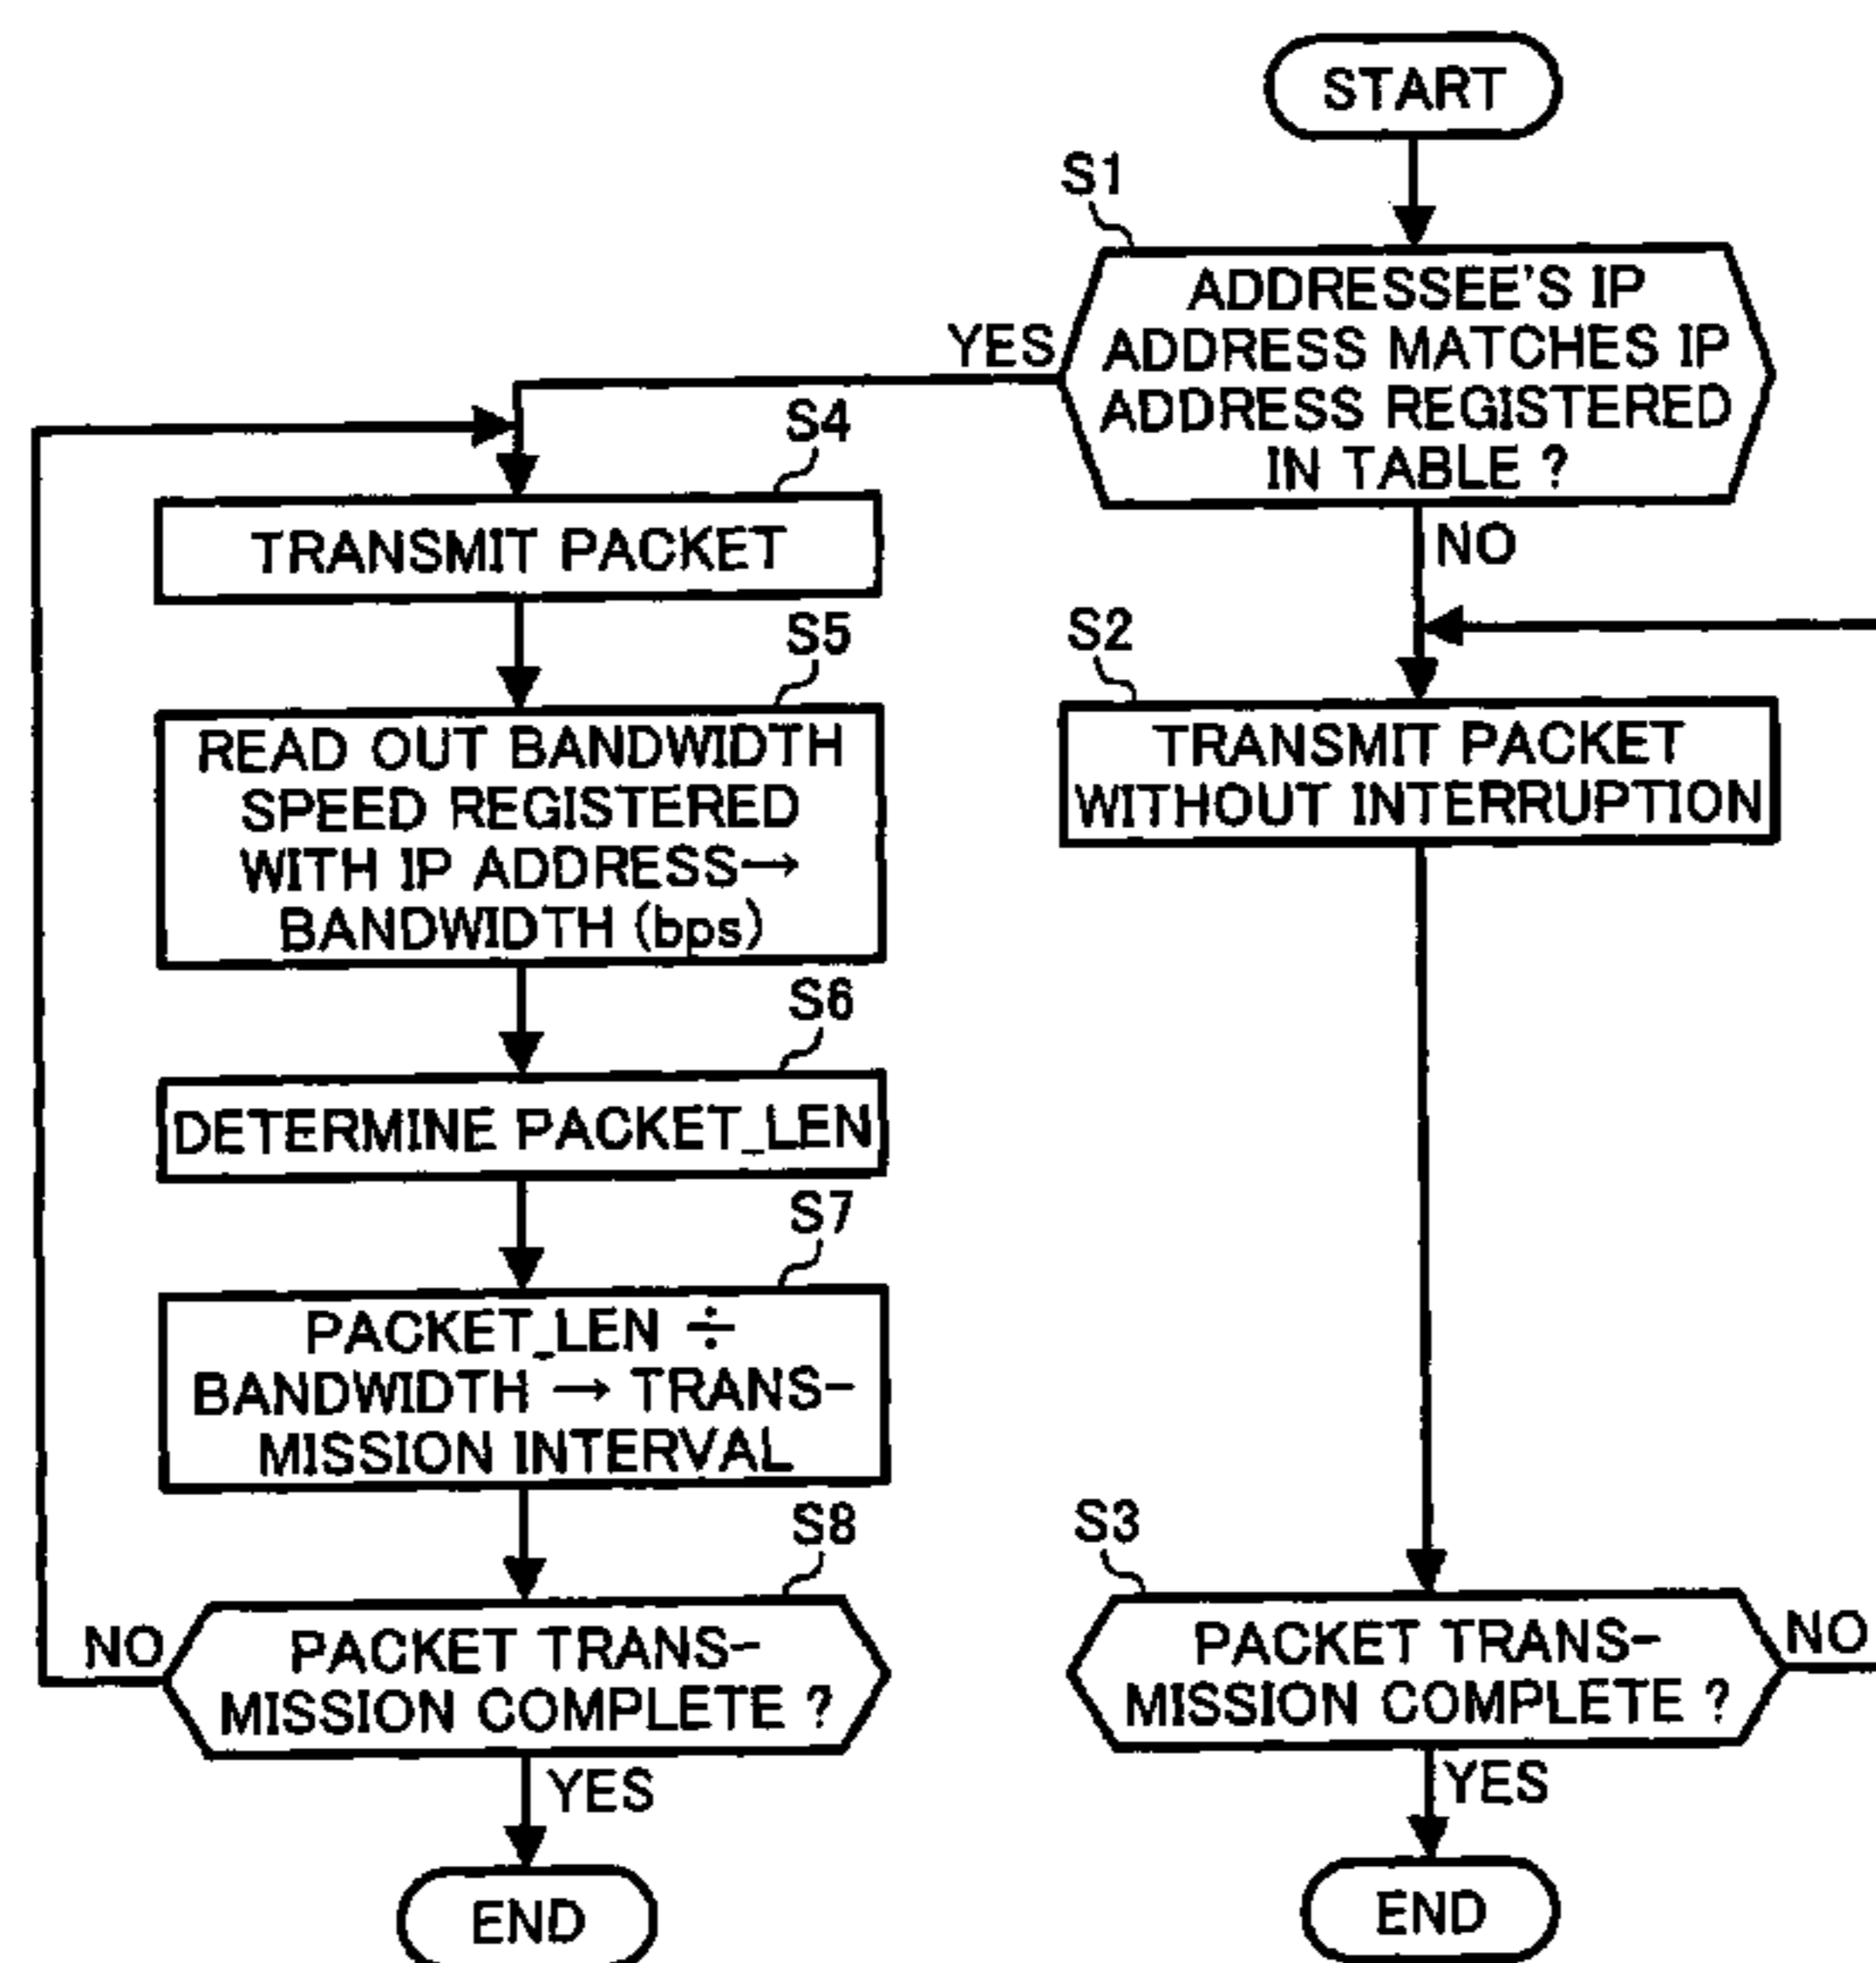 START
S1
ADDRESSEE'S IP
ADDRESS MATCHES IP
ADDRESS REGISTERED
IN TABLE ?
YES
NO
S4
TRANSMIT PACKET
S5
READ OUT BANDWIDTH
SPEED REGISTERED
WITH IP ADDRESS→
BANDWIDTH (bps)
S6
DETERMINE PACKET_LEN
S7
PACKET_LEN ÷
BANDWIDTH → TRANS-
MISSION INTERVAL
S8
PACKET TRANS-
MISSION COMPLETE ?
NO
YES
END
S2
TRANSMIT PACKET
WITHOUT INTERRUPTION
S3
PACKET TRANS-
MISSION COMPLETE ?
NO
YES
END